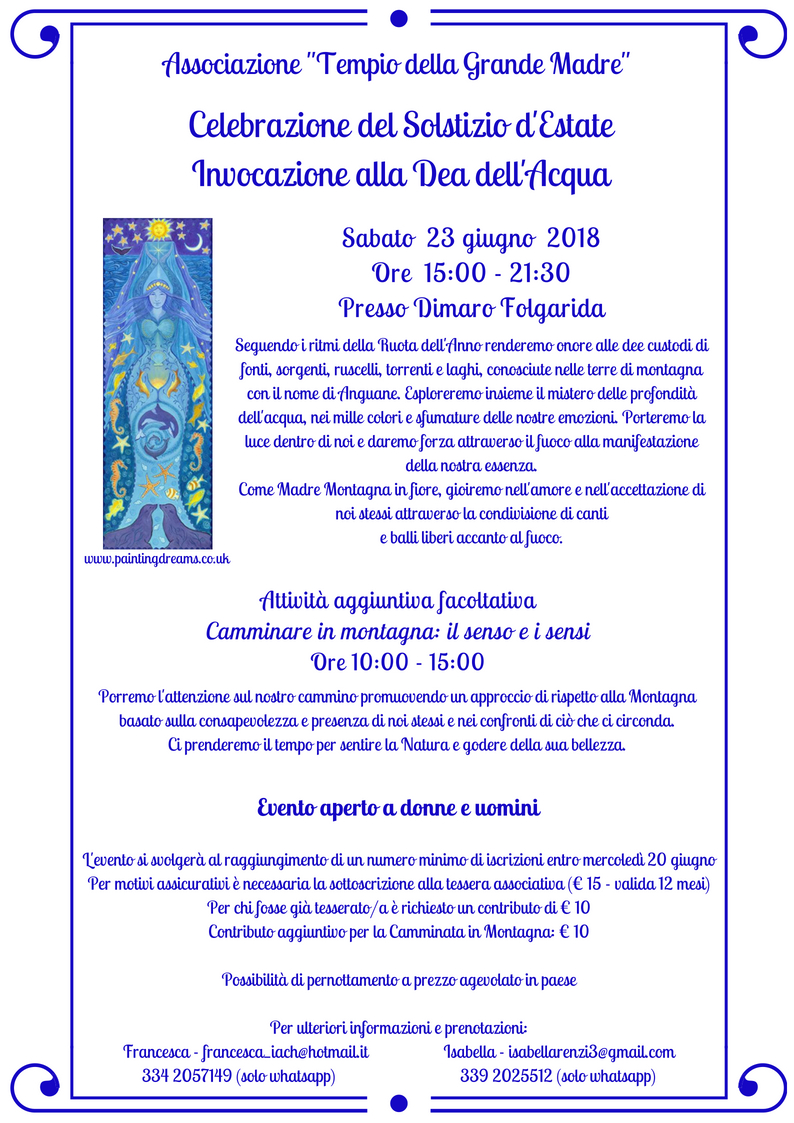 Associazione "Tempio della Grande Madre"
Celebrazione del Solstizio d'Estate
Invocazione alla Dea dell'Acqua
Sabato 23 giugno 2018
Ore 15:00 - 21:30
Presso Dimaro Folgarida
Seguendo i ritmi della Ruota dell'Anno renderemo onore alle dee custodi di
fonti, sorgenti, ruscelli, torrenti e laghi, conosciute nelle terre di montagna
con il nome di Anguane. Esploreremo insieme il mistero delle profondità
dell'acqua, nei mille colori e sfumature delle nostre emozioni. Porteremo la
luce dentro di noi e daremo forza attraverso il fuoco alla manifestazione
della nostra essenza.
Come Madre Montagna in fiore, gioiremo nell'amore e nell'accettazione di
noi stessi attraverso la condivisione di canti
e balli liberi accanto al fuoco.
www.paintingdreams.co.uk
Attività aggiuntiva facoltativa
Camminare in montagna: il senso e i sensi
Ore 10:00 - 15:00
Porremo l'attenzione sul nostro cammino promuovendo un approccio di rispetto alla Montagna
basato sulla consapevolezza e presenza di noi stessi e nei confronti di ciò che ci circonda.
Ci prenderemo il tempo per sentire la Natura e godere della sua bellezza.
Evento aperto a donne e uomini
L'evento si svolgerà al raggiungimento di un numero minimo di iscrizioni entro mercoledì 20 giugno
Per motivi assicurativi è necessaria la sottoscrizione alla tessera associativa (€ 15 - valida 12 mesi)
Per chi fosse già tesserato/a è richiesto un contributo di € 10
Contributo aggiuntivo per la Camminata in Montagna: € 10
Possibilità di pernottamento a prezzo agevolato in paese
Per ulteriori informazioni e prenotazioni:
Francesca - francesca_iach@hotmail.it
334 2057149 (solo whatsapp)
Isabella - isabellarenzi3@gmail.com
339 2025512 (solo whatsapp)